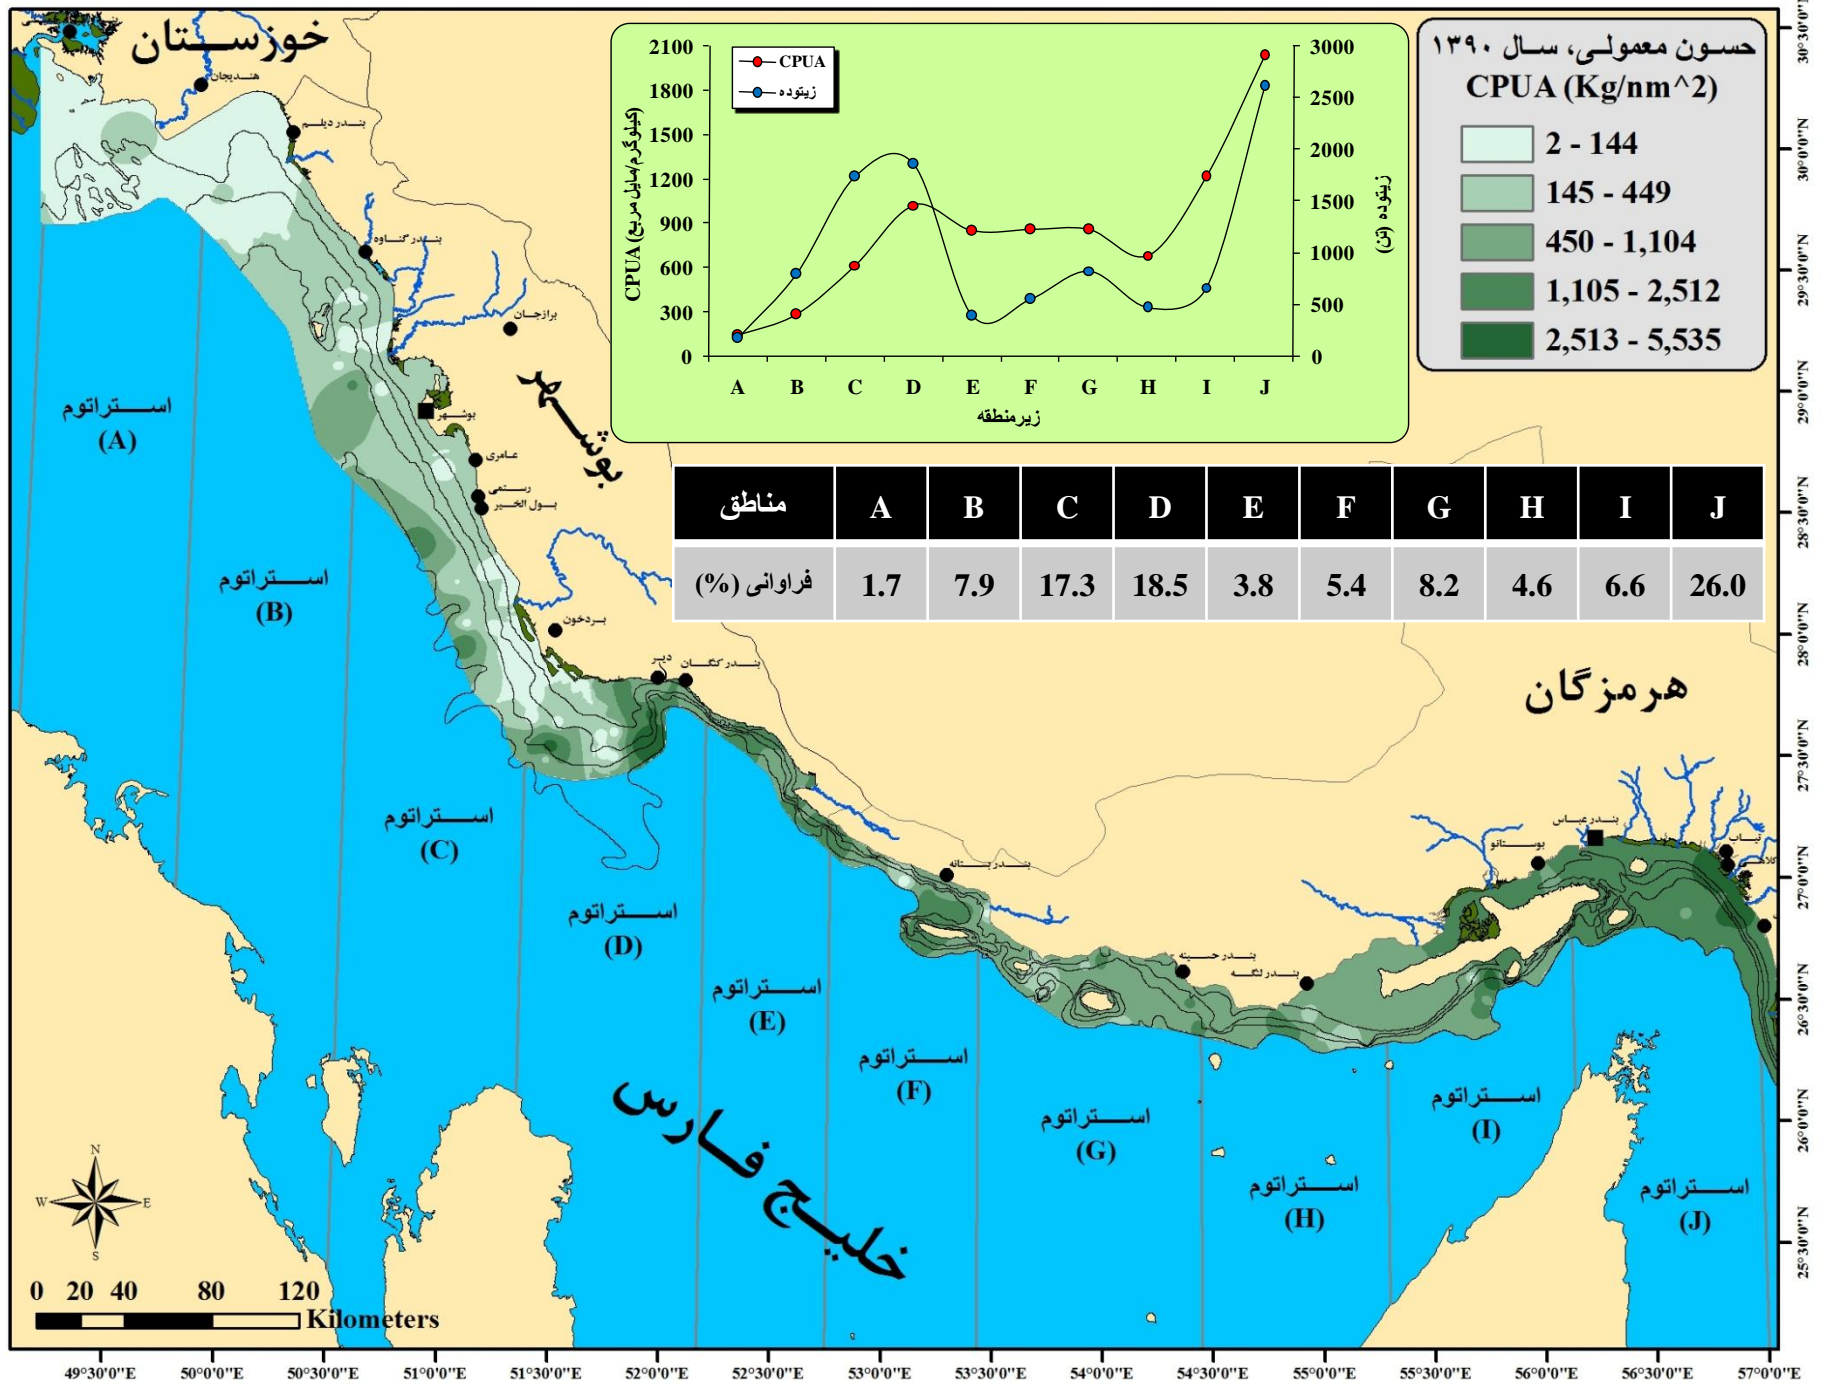 خوزستان
هندیجان
بندر دیلم
بندر گناوه
برازجان
بوشهر
بوشهر
عامری
رستمی
بول الخیر
بردخون
دیر
بندر کنگان
2100
1800
1500
1200
900
600
300
0
CPUA (کیلوگرم/مایل مربع)
CPUA
زیتوده
3000
2500
2000
1500
1000
500
0
زیتوده (تن)
A B C D E F G H I J
زیرمنطقه
حسون معمولی، سال ۱۳۹۰
CPUA (Kg/nm^2)
2 - 144
145 - 449
450 - 1,104
1,105 - 2,512
2,513 - 5,535
مناطق A B C D E F G H I J
فراوانی (%) 1.7 7.9 17.3 18.5 3.8 5.4 8.2 4.6 6.6 26.0
هرمزگان
بندر عباس
بوستانو
تیاب
کلاهی
بندر بستانه
بندر حسینه
بندر لنگه
استراتوم
(A)
استراتوم
(B)
استراتوم
(C)
استراتوم
(D)
استراتوم
(E)
استراتوم
(F)
استراتوم
(G)
استراتوم
(H)
استراتوم
(I)
استراتوم
(J)
خلیج فارس
N
W E
S
0 20 40 80 120
Kilometers
30°30'0"N
30°0'0"N
29°30'0"N
29°0'0"N
28°30'0"N
28°0'0"N
27°30'0"N
27°0'0"N
26°30'0"N
26°0'0"N
25°30'0"N
49°30'0"E 50°0'0"E 50°30'0"E 51°0'0"E 51°30'0"E 52°0'0"E 52°30'0"E 53°0'0"E 53°30'0"E 54°0'0"E 54°30'0"E 55°0'0"E 55°30'0"E 56°0'0"E 56°30'0"E 57°0'0"E